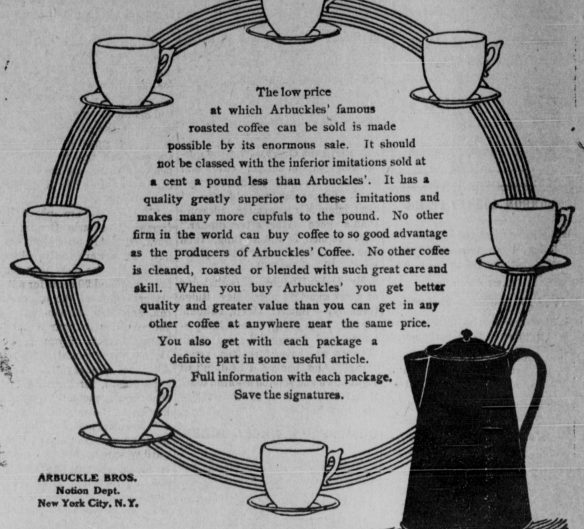 The low price
at which Arbuckles' famous
roasted coffee can be sold is made
possible by its enormous sale. It should
not be classed with the inferior imitations sold at
a cent a pound less than Arbuckles'. It has a
quality greatly superior to these imitations and
makes many more cupfuls to the pound. No other
firm in the world can buy coffee to so good advantage
as the producers of Arbuckles' Coffee. No other coffee
is cleaned, roasted or blended with such great care and
skill. When you buy Arbuckles' you get better
quality and greater value than you can get in any
other coffee at anywhere near the same price.
You also get with each package a
definite part in some useful article.
Full information with each package.
Save the signatures.
ARBUCKLE BROS.
Notion Dept.
New York City, N.Y.